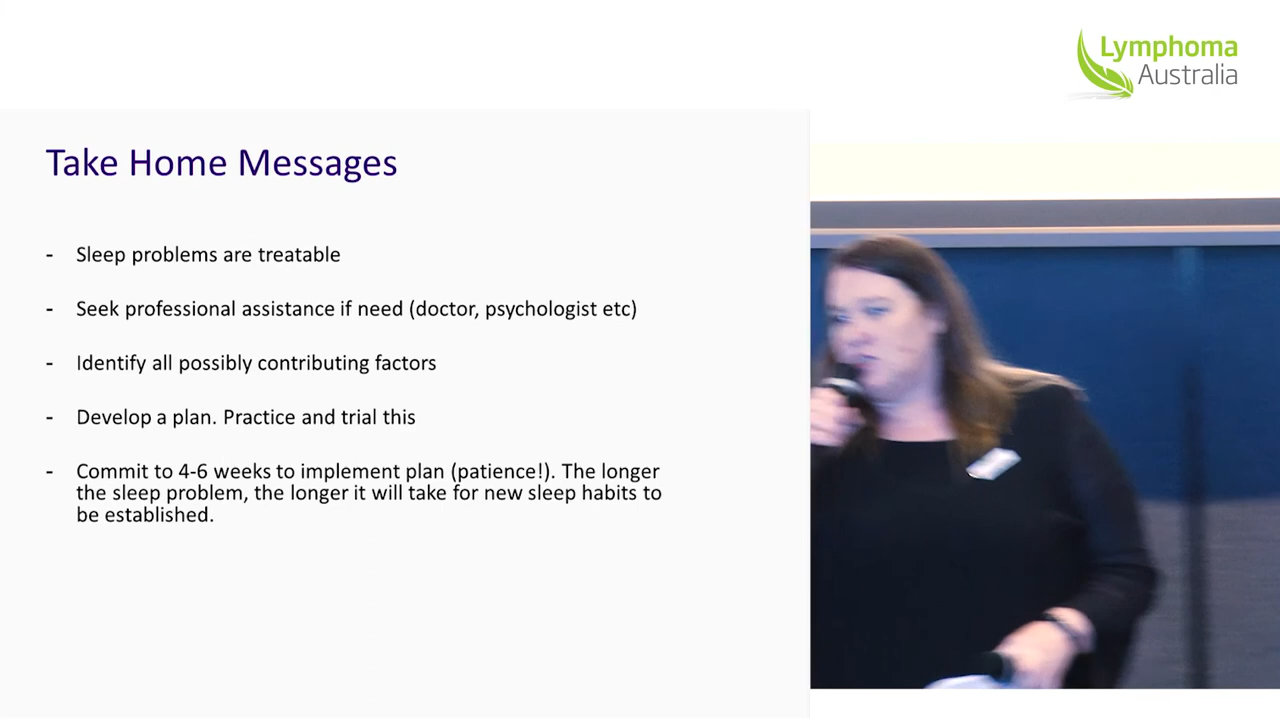 Lymphoma
Australia
Take Home Messages
- Sleep problems are treatable
- Seek professional assistance if need (doctor, psychologist etc)
- Identify all possibly contributing factors
- Develop a plan. Practice and trial this
- Commit to 4-6 weeks to implement plan (patience!). The longer
the sleep problem, the longer it will take for new sleep habits to
be established.